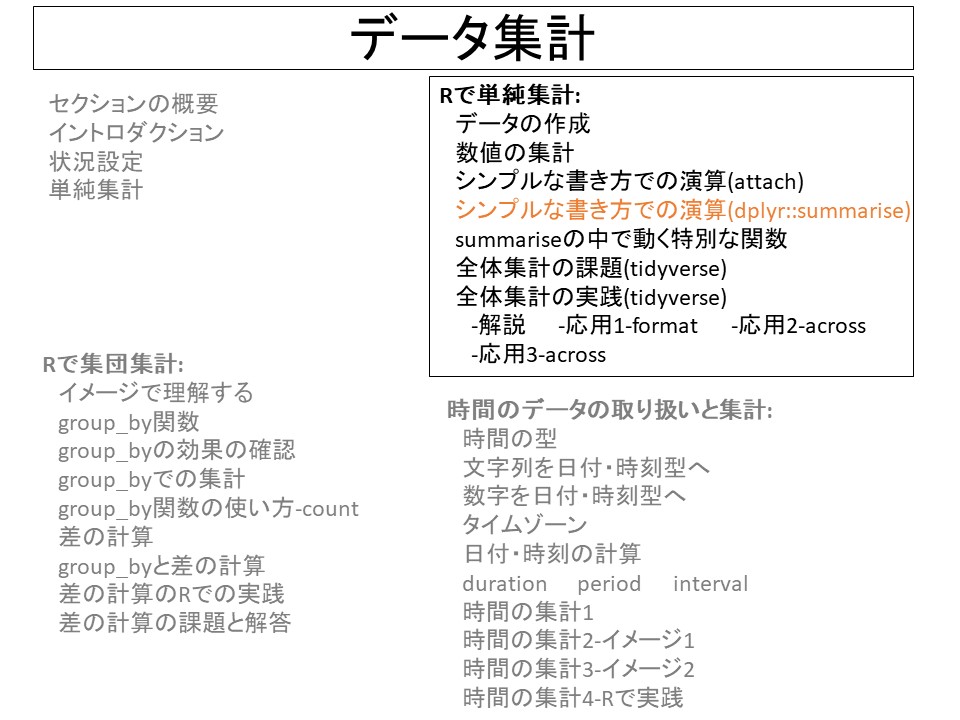 データ集計
セクションの概要
イントロダクション
状況設定
単純集計
Rで単純集計:
データの作成
数値の集計
シンプルな書き方での演算(attach)
シンプルな書き方での演算(dplyr::summarise)
summariseの中で動く特別な関数
全体集計の課題(tidyverse)
全体集計の実践(tidyverse)
-解説 -応用1-format -応用2-across
-応用3-across
Rで集団集計:
イメージで理解する
group_by関数
group_byの効果の確認
group_byでの集計
group_by関数の使い方-count
差の計算
group_byと差の計算
差の計算のRでの実践
差の計算の課題と解答
時間のデータの取り扱いと集計:
時間の型
文字列を日付・時刻型へ
数字を日付・時刻型へ
タイムゾーン
日付・時刻の計算
duration period interval
時間の集計1
時間の集計2-イメージ1
時間の集計3-イメージ2
時間の集計4-Rで実践